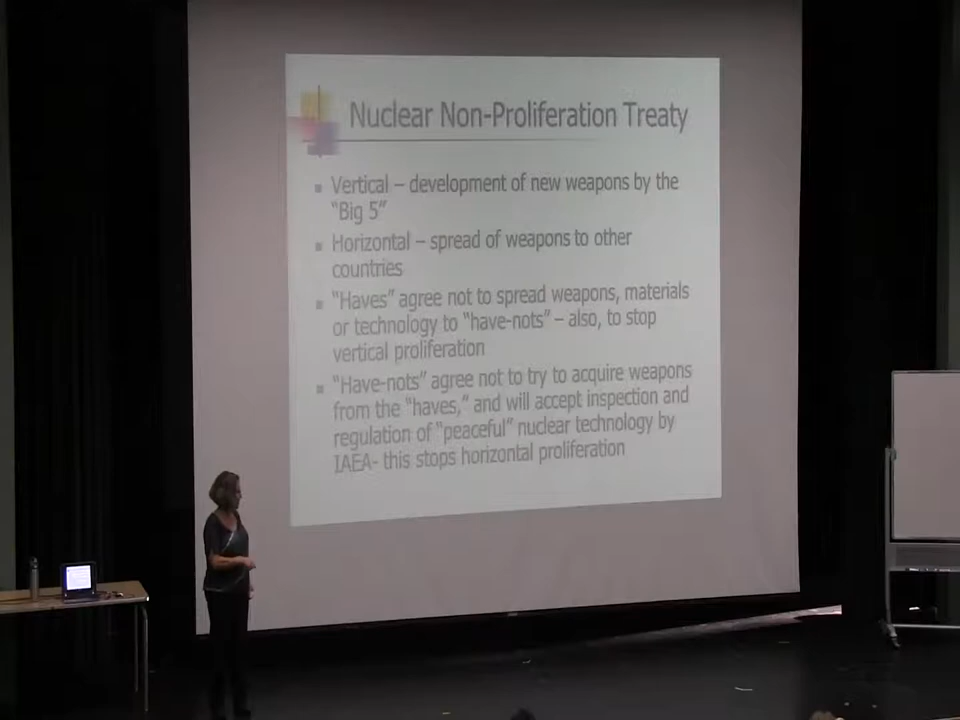 Nuclear Non-Proliferation Treaty
Vertical – development of new weapons by the
"Big 5"
Horizontal – spread of weapons to other
countries
"Haves" agree not to spread weapons, materials
or technology to "have-nots" – also, to stop
vertical proliferation
"Have-nots" agree not to try to acquire weapons
from the "haves," and will accept inspection and
regulation of "peaceful" nuclear technology by
IAEA- this stops horizontal proliferation